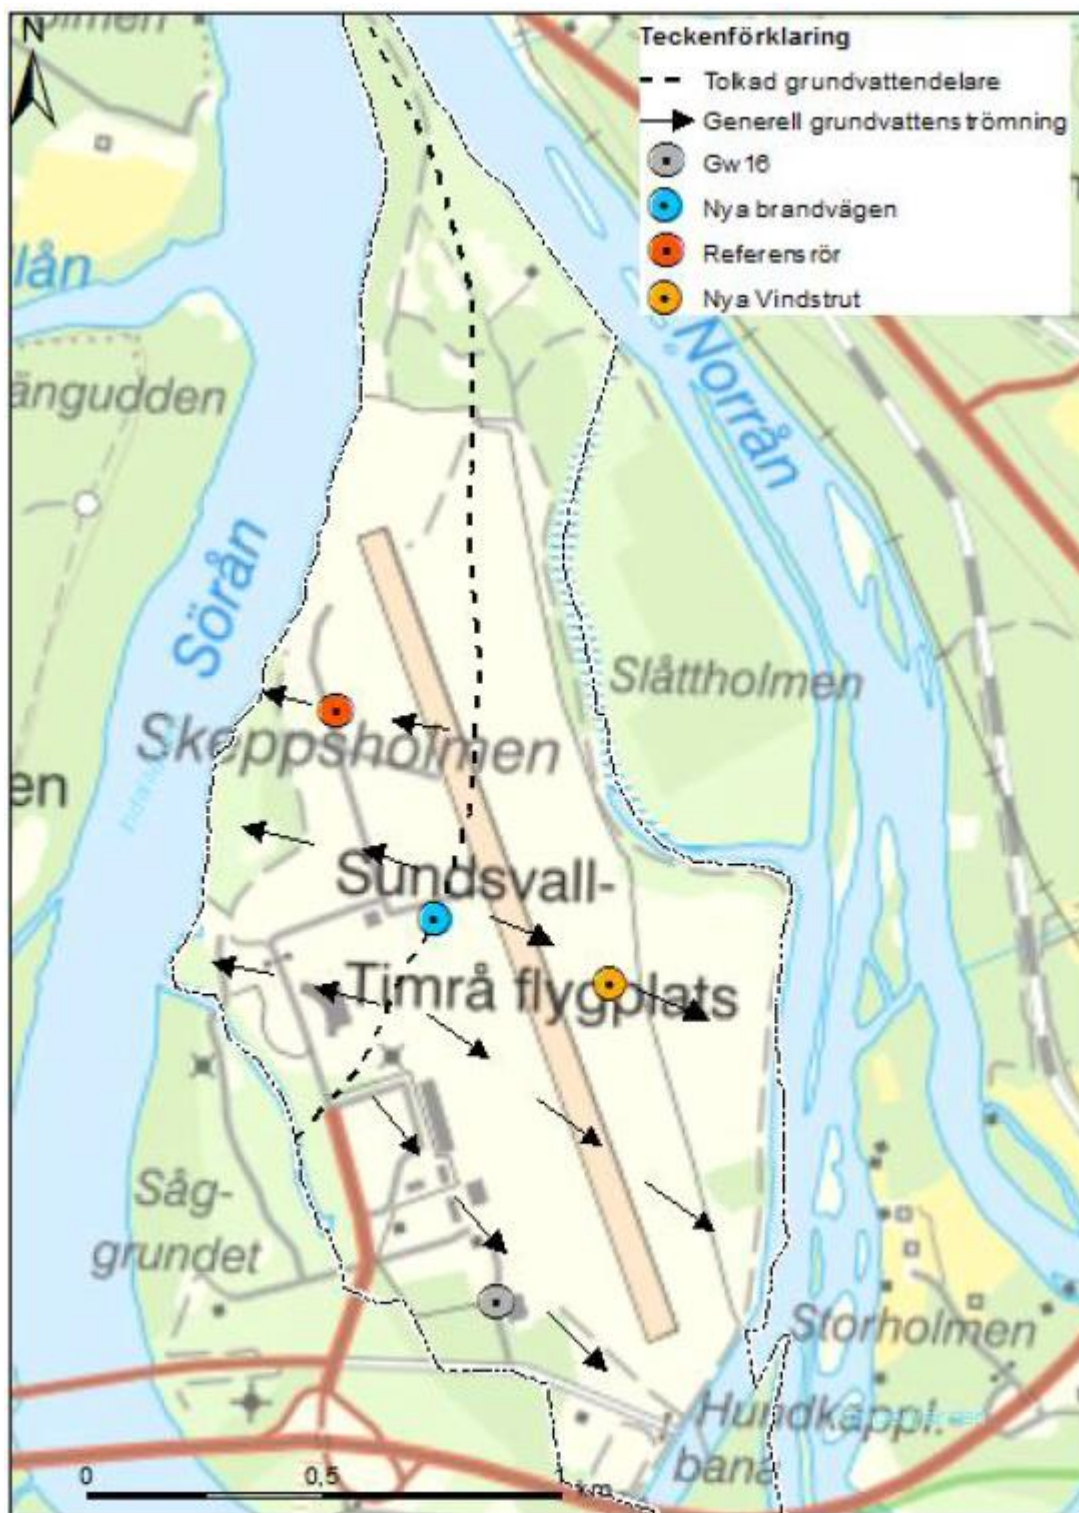 N
Teckenförklaring
Tolkad grundvattendelare
Generell grundvattenströmning
Gw16
Nya brandvägen
Referensrör
Nya Vindstrut
Norrån
Sörån
Slåttholmen
Skeppsholmen
en
Sundsvall-
Timrå flygplats
Såg-
grundet
Storholmen
Hundkappl.
bana
0
0,5
1
km